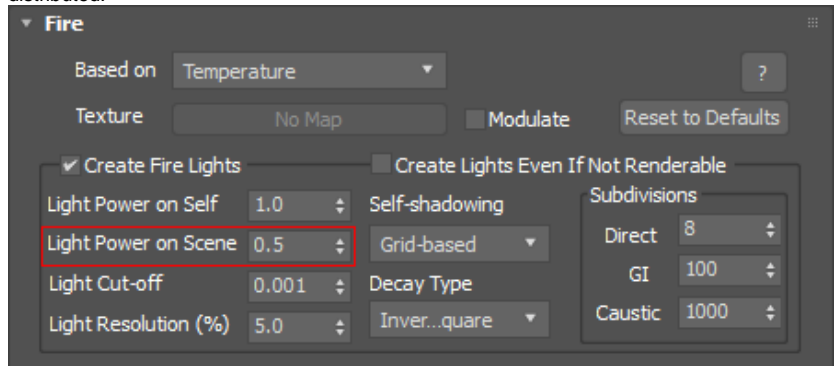 distributed.
Fire
Based on Temperature ?
Texture No Map Modulate Reset to Defaults
Create Fire Lights Create Lights Even If Not Renderable
Light Power on Self 1.0 Self-shadowing Subdivisions
Light Power on Scene 0.5 Grid-based Direct 8
Light Cut-off 0.001 Decay Type GI 100
Light Resolution (%) 5.0 Inver...quare Caustic 1000